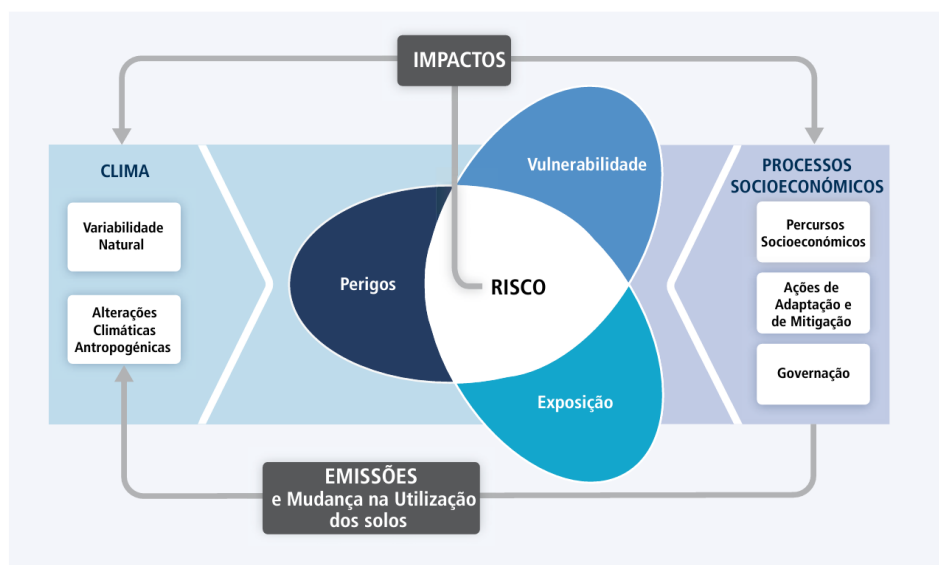 IMPACTOS
CLIMA
Variabilidade
Natural
Alterações
Climáticas
Antropogénicas
Perigos
Vulnerabilidade
RISCO
Exposição
PROCESSOS
SOCIOECONÓMICOS
Percursos
Socioeconómicos
Ações de
Adaptação e
de Mitigação
Governação
EMISSÕES
e Mudança na Utilização
dos solos